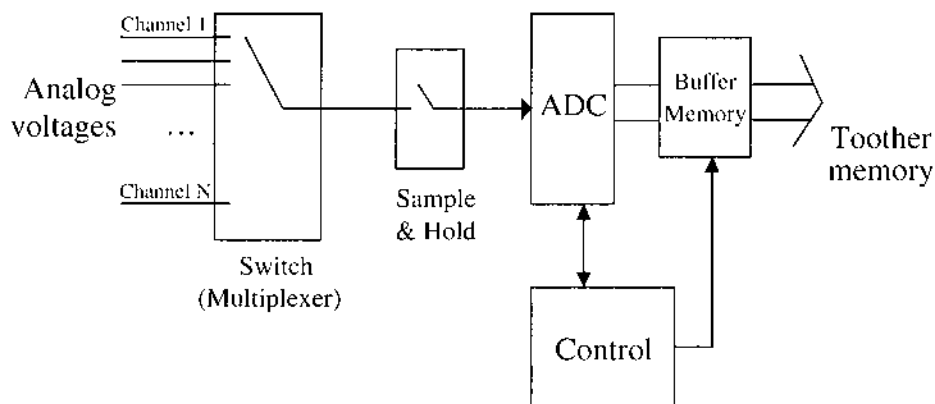 Channel 1
Analog
voltages
...
Channel N
Switch
(Multiplexer)
Sample
& Hold
ADC
Buffer
Memory
Toother
memory
Control